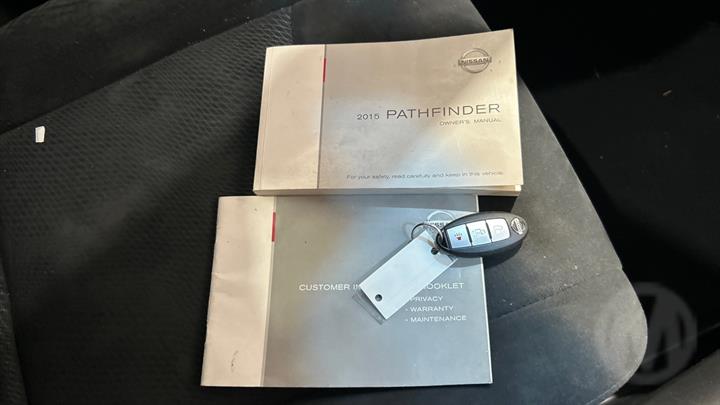 NISSAN
2015 PATHFINDER
OWNER'S MANUAL
For your safety, read carefully and keep in this vehicle.
CUSTOMER
- PRIVACY
- WARRANTY
- MAINTENANCE